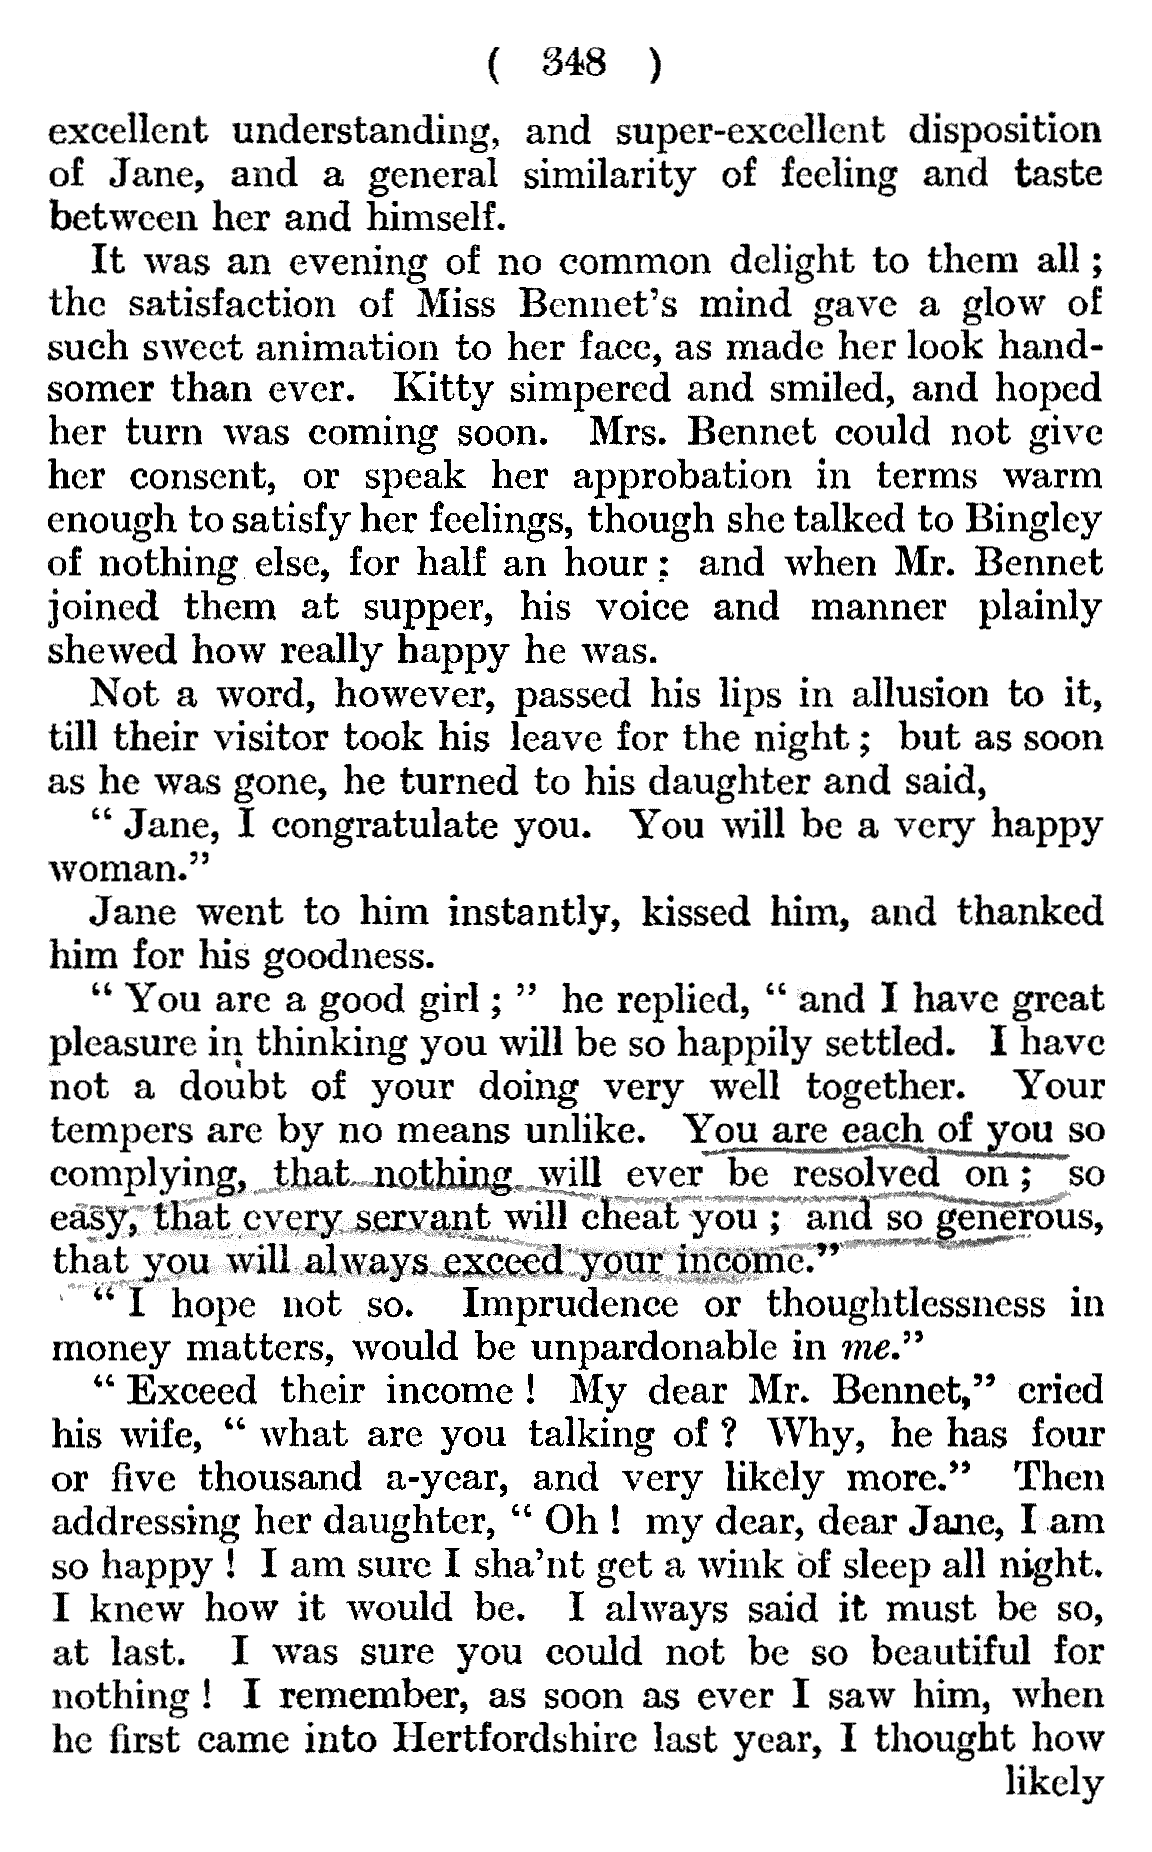 ( 348 )
excellent understanding, and super-excellent disposition
of Jane, and a general similarity of feeling and taste
between her and himself.
It was an evening of no common delight to them all ;
the satisfaction of Miss Bennet's mind gave a glow of
such sweet animation to her face, as made her look hand-
somer than ever. Kitty simpered and smiled, and hoped
her turn was coming soon. Mrs. Bennet could not give
her consent, or speak her approbation in terms warm
enough to satisfy her feelings, though she talked to Bingley
of nothing else, for half an hour ; and when Mr. Bennet
joined them at supper, his voice and manner plainly
shewed how really happy he was.
Not a word, however, passed his lips in allusion to it,
till their visitor took his leave for the night ; but as soon
as he was gone, he turned to his daughter and said,
“ Jane, I congratulate you. You will be a very happy
woman.”
Jane went to him instantly, kissed him, and thanked
him for his goodness.
“ You are a good girl ; ” he replied, “ and I have great
pleasure in thinking you will be so happily settled. I have
not a doubt of your doing very well together. Your
tempers are by no means unlike. You are each of you so
complying, that nothing will ever be resolved on ; so
easy, that every servant will cheat you ; and so generous,
that you will always exceed your income.”
“ I hope not so. Imprudence or thoughtlessness in
money matters, would be unpardonable in me.”
“ Exceed their income ! My dear Mr. Bennet,” cried
his wife, “ what are you talking of ? Why, he has four
or five thousand a-year, and very likely more.” Then
addressing her daughter, “ Oh ! my dear, dear Jane, I am
so happy ! I am sure I sha'nt get a wink of sleep all night.
I knew how it would be. I always said it must be so,
at last. I was sure you could not be so beautiful for
nothing ! I remember, as soon as ever I saw him, when
he first came into Hertfordshire last year, I thought how
likely